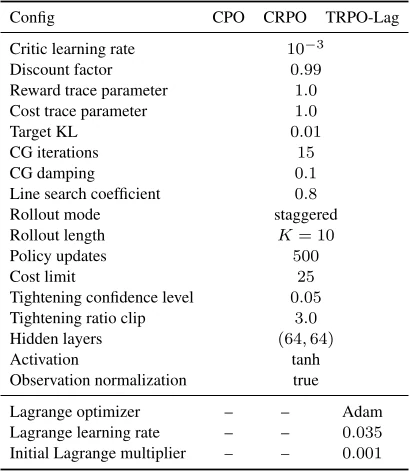 Config CPO CRPO TRPO-Lag
Critic learning rate 10⁻³
Discount factor 0.99
Reward trace parameter 1.0
Cost trace parameter 1.0
Target KL 0.01
CG iterations 15
CG damping 0.1
Line search coefficient 0.8
Rollout mode staggered
Rollout length K = 10
Policy updates 500
Cost limit 25
Tightening confidence level 0.05
Tightening ratio clip 3.0
Hidden layers (64, 64)
Activation tanh
Observation normalization true
Lagrange optimizer – – Adam
Lagrange learning rate – – 0.035
Initial Lagrange multiplier – – 0.001